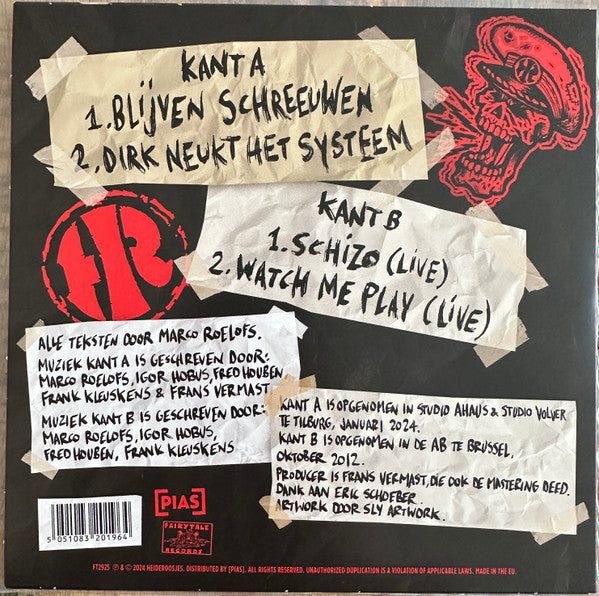 KANT A
1. BLIJVEN SCHREEUWEN
2. DIRK NEUKT HET SYSTEEM
HR
KANT B
1. SCHIZO (LIVE)
2. WATCH ME PLAY (LIVE)
ALLE TEKSTEN DOOR MARCO ROELOFS.
MUZIEK KANT A IS GESCHREVEN DOOR:
MARCO ROELOFS, IGOR HOBUS, FRED HOUBEN,
FRANK KLEUSKENS & FRANS VERMAST
MUZIEK KANT B IS GESCHREVEN DOOR:
MARCO ROELOFS, IGOR HOBUS,
FRED HOUBEN, FRANK KLEUSKENS
KANT A IS OPGENOMEN IN STUDIO AHAUS & STUDIO VOLVER
TE TILBURG, JANUARI 2024.
KANT B IS OPGENOMEN IN DE AB TE BRUSSEL,
OKTOBER 2012.
PRODUCER IS FRANS VERMAST, DIE OOK DE MASTERING DEED.
DANK AAN ERIC SCHOEBER.
ARTWORK DOOR SLY ARTWORK.
5 051083 201964
[PIAS]
FAIRYTALE
RECORDS
FT2925 ℗ & © 2024 HEIDEROOSJES. DISTRIBUTED BY [PIAS]. ALL RIGHTS RESERVED. UNAUTHORIZED DUPLICATION IS A VIOLATION OF APPLICABLE LAWS. MADE IN THE EU.